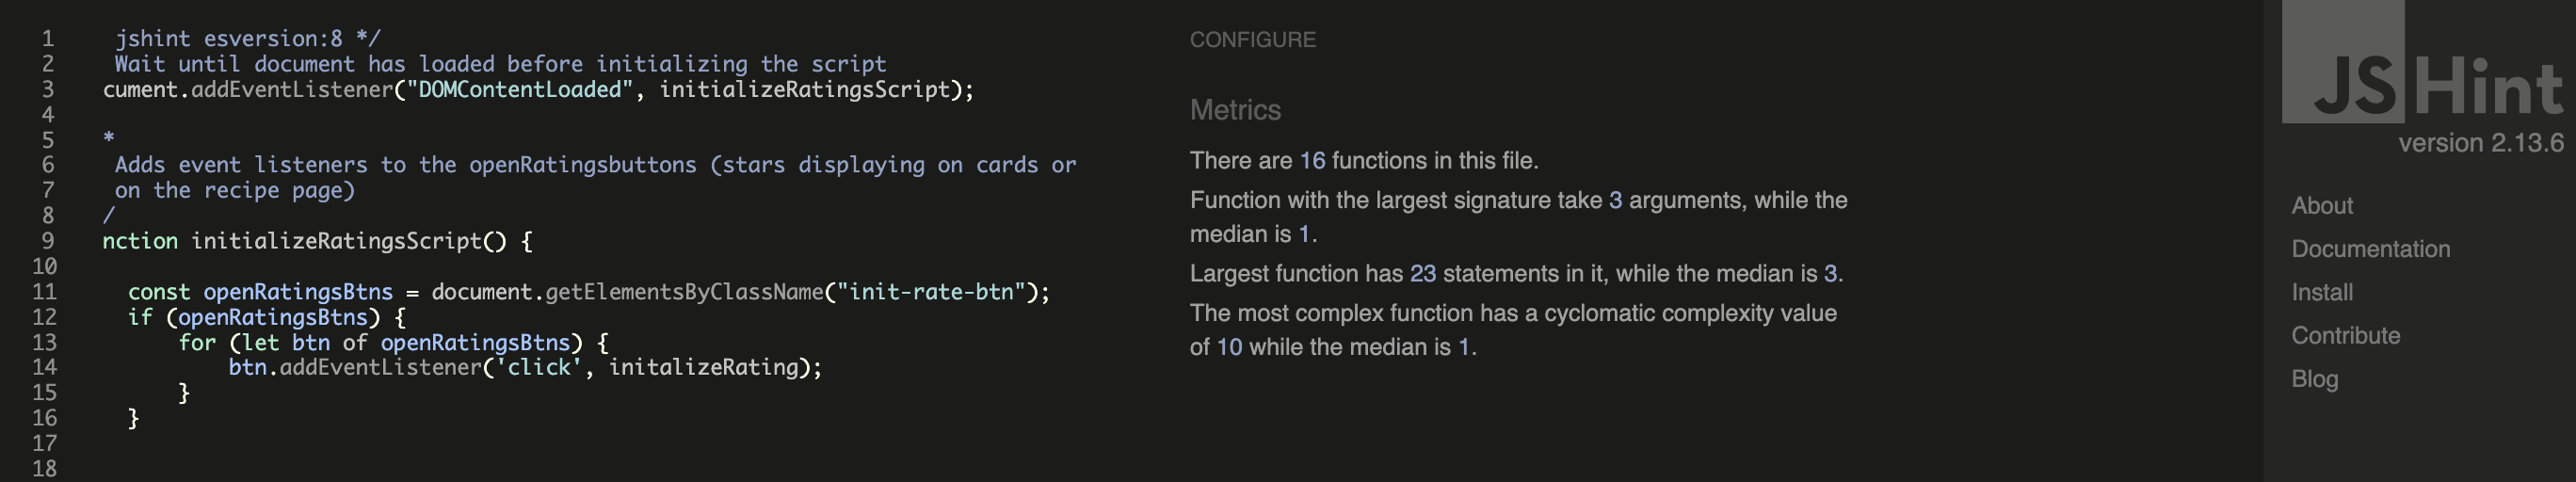 1 jshint esversion:8 */
2 Wait until document has loaded before initializing the script
3 cument.addEventListener("DOMContentLoaded", initializeRatingsScript);
4
5 *
6 Adds event listeners to the openRatingsbuttons (stars displaying on cards or
7 on the recipe page)
8 /
9 nction initializeRatingsScript() {
10
11 const openRatingsBtns = document.getElementsByClassName("init-rate-btn");
12 if (openRatingsBtns) {
13 for (let btn of openRatingsBtns) {
14 btn.addEventListener('click', initalizeRating);
15 }
16 }
17
18
CONFIGURE
Metrics
There are 16 functions in this file.
Function with the largest signature take 3 arguments, while the
median is 1.
Largest function has 23 statements in it, while the median is 3.
The most complex function has a cyclomatic complexity value
of 10 while the median is 1.
JSHint
version 2.13.6
About
Documentation
Install
Contribute
Blog